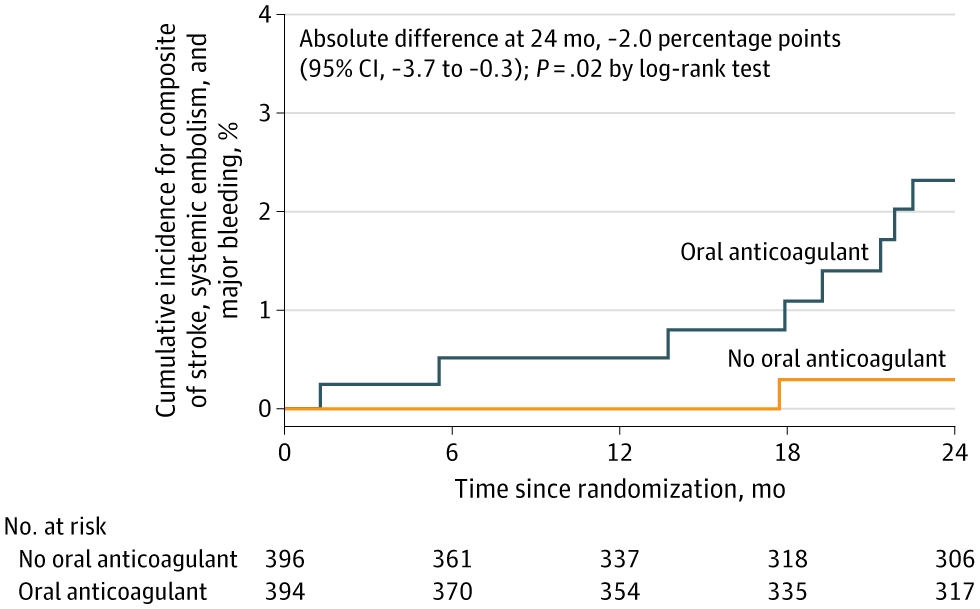 Cumulative incidence for composite
of stroke, systemic embolism, and
major bleeding, %
4
3
2
1
0
Absolute difference at 24 mo, -2.0 percentage points
(95% CI, -3.7 to -0.3); P = .02 by log-rank test
Oral anticoagulant
No oral anticoagulant
0 6 12 18 24
Time since randomization, mo
No. at risk
No oral anticoagulant 396 361 337 318 306
Oral anticoagulant 394 370 354 335 317